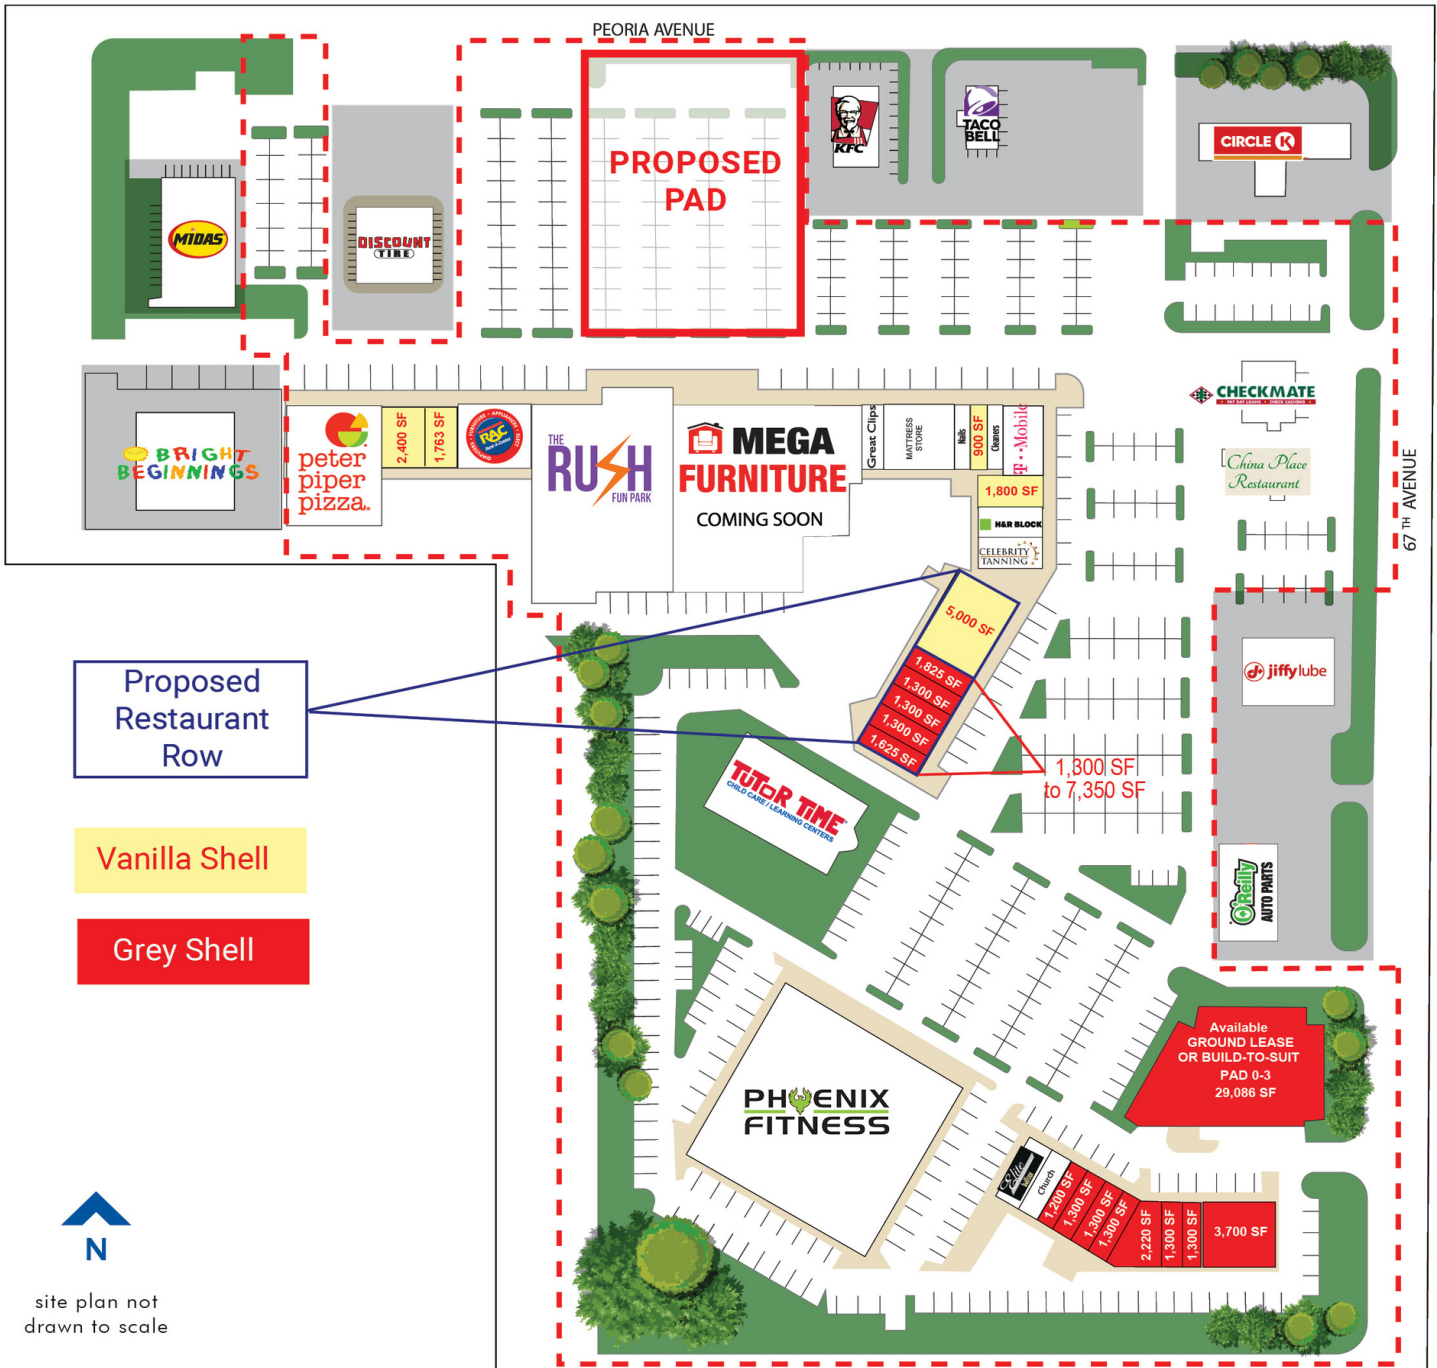 PEORIA AVENUE
PROPOSED
PAD
KFC
TACO
BELL
CIRCLE K
MIDAS
DISCOUNT
TIRE
CHECKMATE
PAY DAY LOANS • CHECK CASHING
China Place
Restaurant
67TH AVENUE
BRIGHT
BEGINNINGS
peter
piper
pizza.
2,400 SF
1,763 SF
RAC
THE
RUSH
FUN PARK
MEGA
FURNITURE
COMING SOON
Great Clips
MATTRESS
STORE
Nails
900 SF
Cleaners
T··Mobile
1,800 SF
H&R BLOCK
CELEBRITY
TANNING
5,000 SF
1,825 SF
1,300 SF
1,300 SF
1,300 SF
1,625 SF
1,300 SF
to 7,350 SF
Proposed
Restaurant
Row
Vanilla Shell
Grey Shell
jiffylube
TUTOR TIME
CHILD CARE / LEARNING CENTERS
O'Reilly
AUTO PARTS
Available
GROUND LEASE
OR BUILD-TO-SUIT
PAD 0-3
29,086 SF
PHOENIX
FITNESS
Elite
Church
1,200 SF
1,300 SF
1,300 SF
1,300 SF
2,220 SF
1,300 SF
1,300 SF
3,700 SF
N
site plan not
drawn to scale